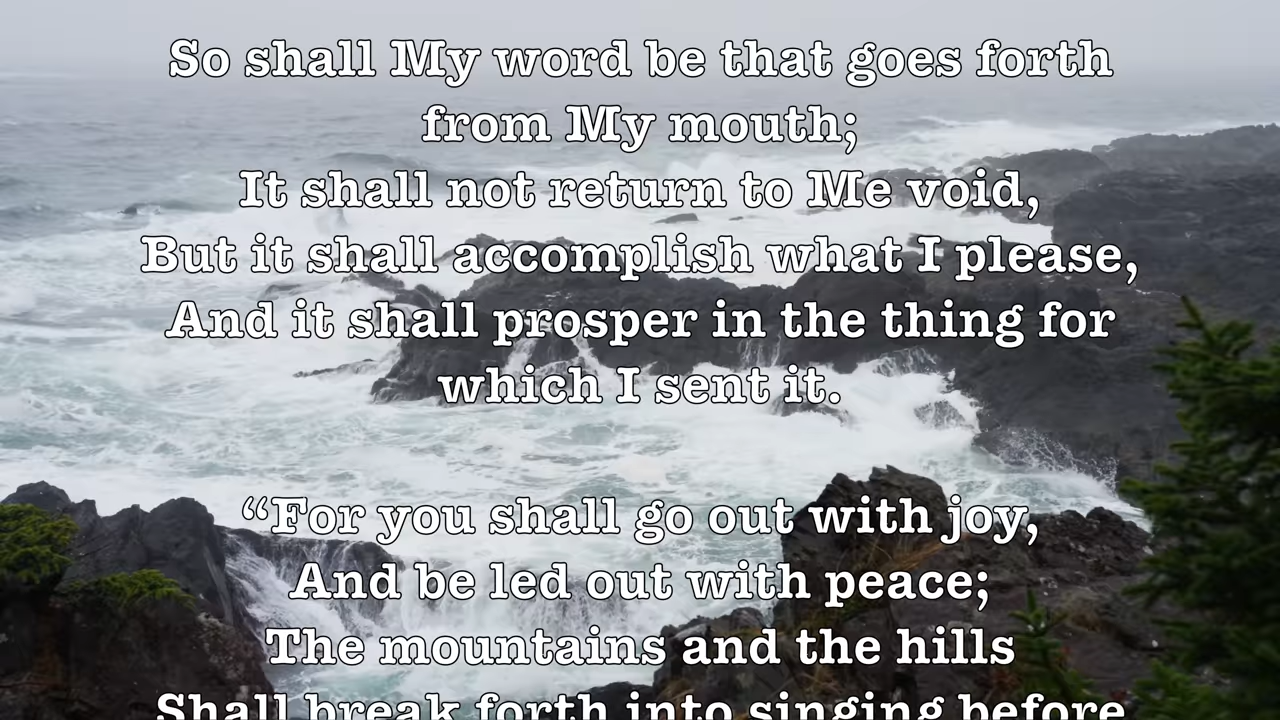 So shall My word be that goes forth
from My mouth;
It shall not return to Me void,
But it shall accomplish what I please,
And it shall prosper in the thing for
which I sent it.
“For you shall go out with joy,
And be led out with peace;
The mountains and the hills
Shall break forth into singing before